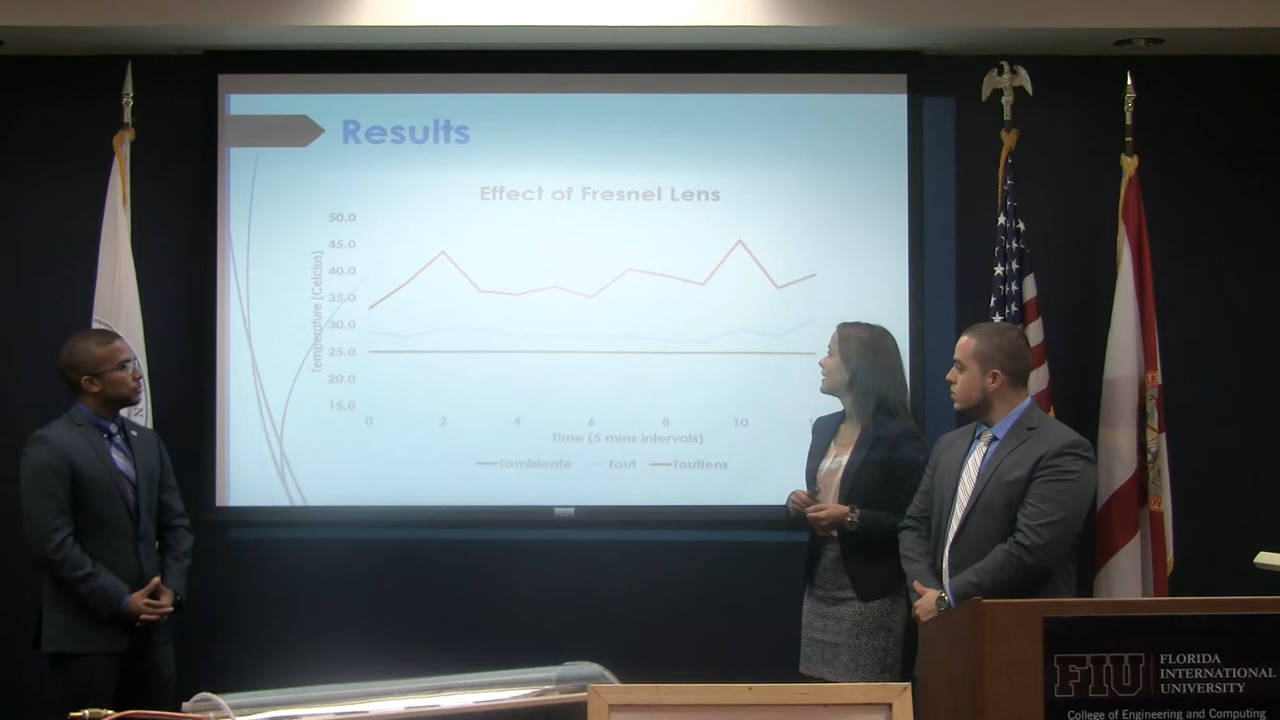 Results
Effect of Fresnel Lens
50.0
45.0
40.0
35.0
30.0
25.0
20.0
15.0
Temperature (Celcius)
0 2 4 6 8 10
Time (5 mins intervals)
Tambiente Tout Toutlens
FIU
FLORIDA
INTERNATIONAL
UNIVERSITY
College of Engineering and Computing